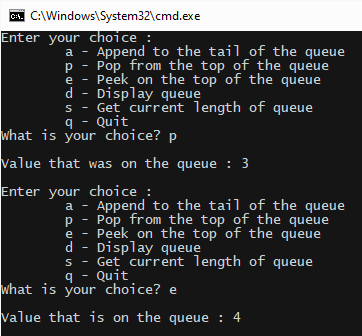 C:\Windows\System32\cmd.exe
Enter your choice :
a - Append to the tail of the queue
p - Pop from the top of the queue
e - Peek on the top of the queue
d - Display queue
s - Get current length of queue
q - Quit
What is your choice? p
Value that was on the queue : 3
Enter your choice :
a - Append to the tail of the queue
p - Pop from the top of the queue
e - Peek on the top of the queue
d - Display queue
s - Get current length of queue
q - Quit
What is your choice? e
Value that is on the queue : 4